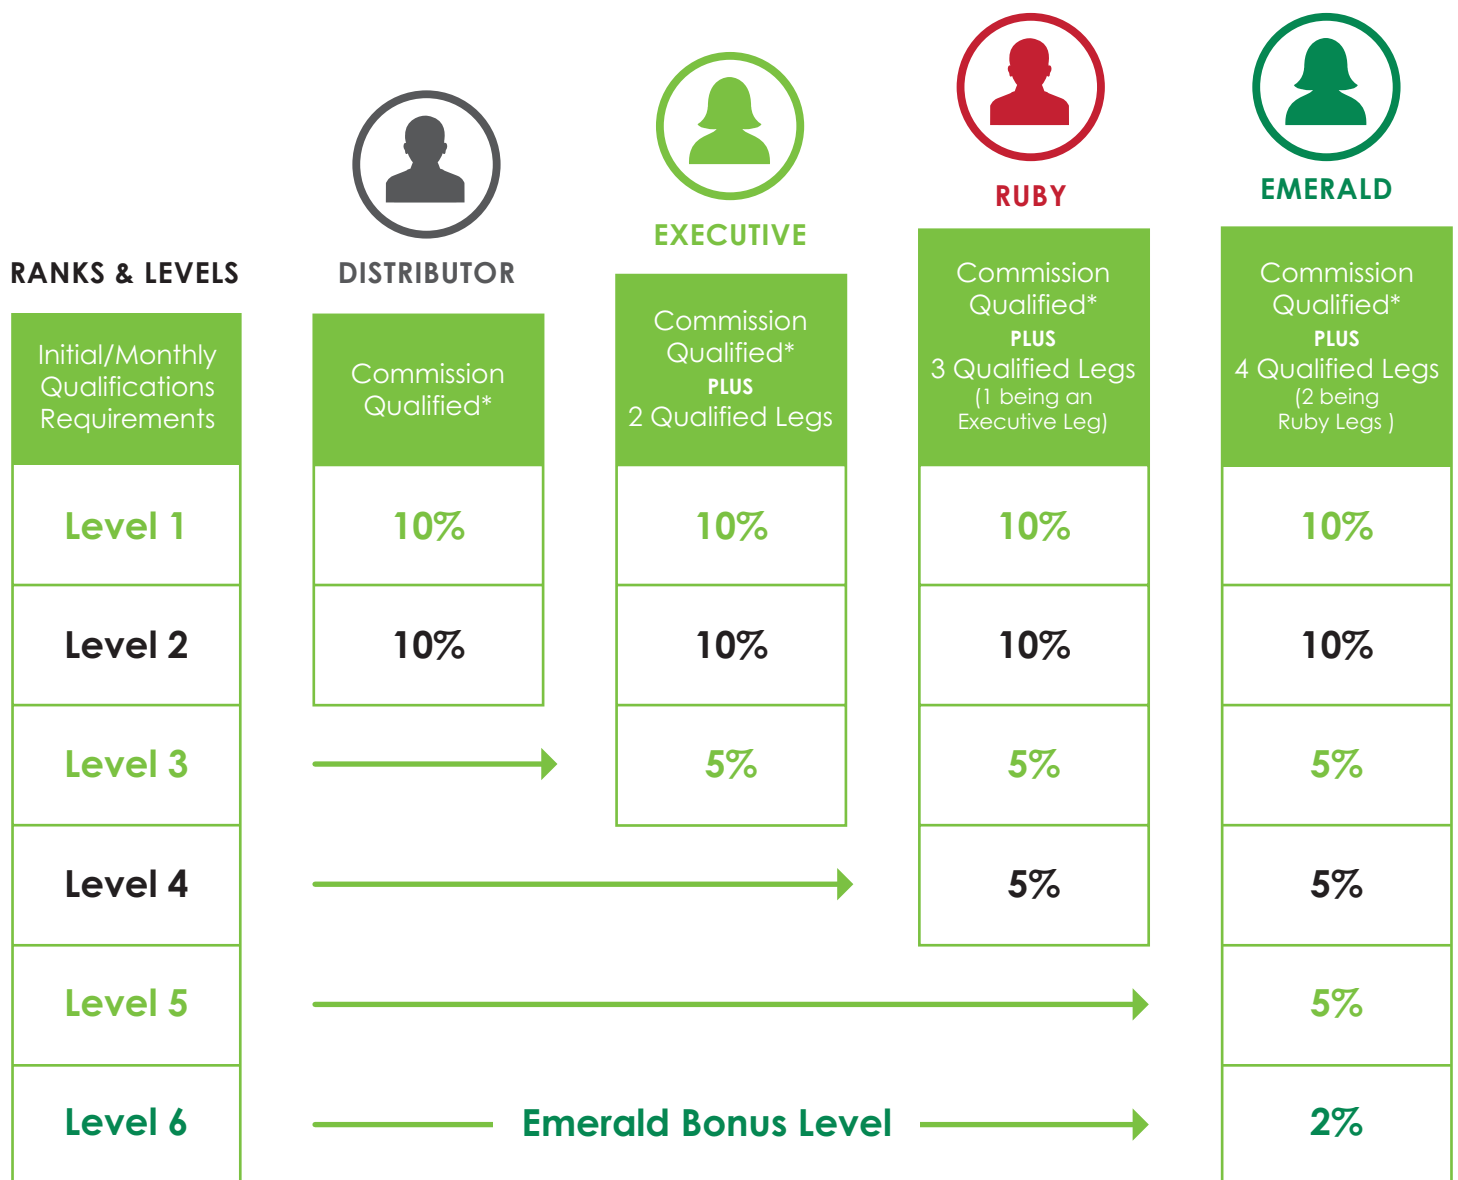 RUBY
EMERALD
EXECUTIVE
RANKS & LEVELS
DISTRIBUTOR
Initial/Monthly
Qualifications
Requirements
Commission
Qualified*
Commission
Qualified*
PLUS
2 Qualified Legs
Commission
Qualified*
PLUS
3 Qualified Legs
(1 being an
Executive Leg)
Commission
Qualified*
PLUS
4 Qualified Legs
(2 being
Ruby Legs )
Level 1 10% 10% 10% 10%
Level 2 10% 10% 10% 10%
Level 3 5% 5% 5%
Level 4 5% 5%
Level 5 5%
Level 6 Emerald Bonus Level 2%